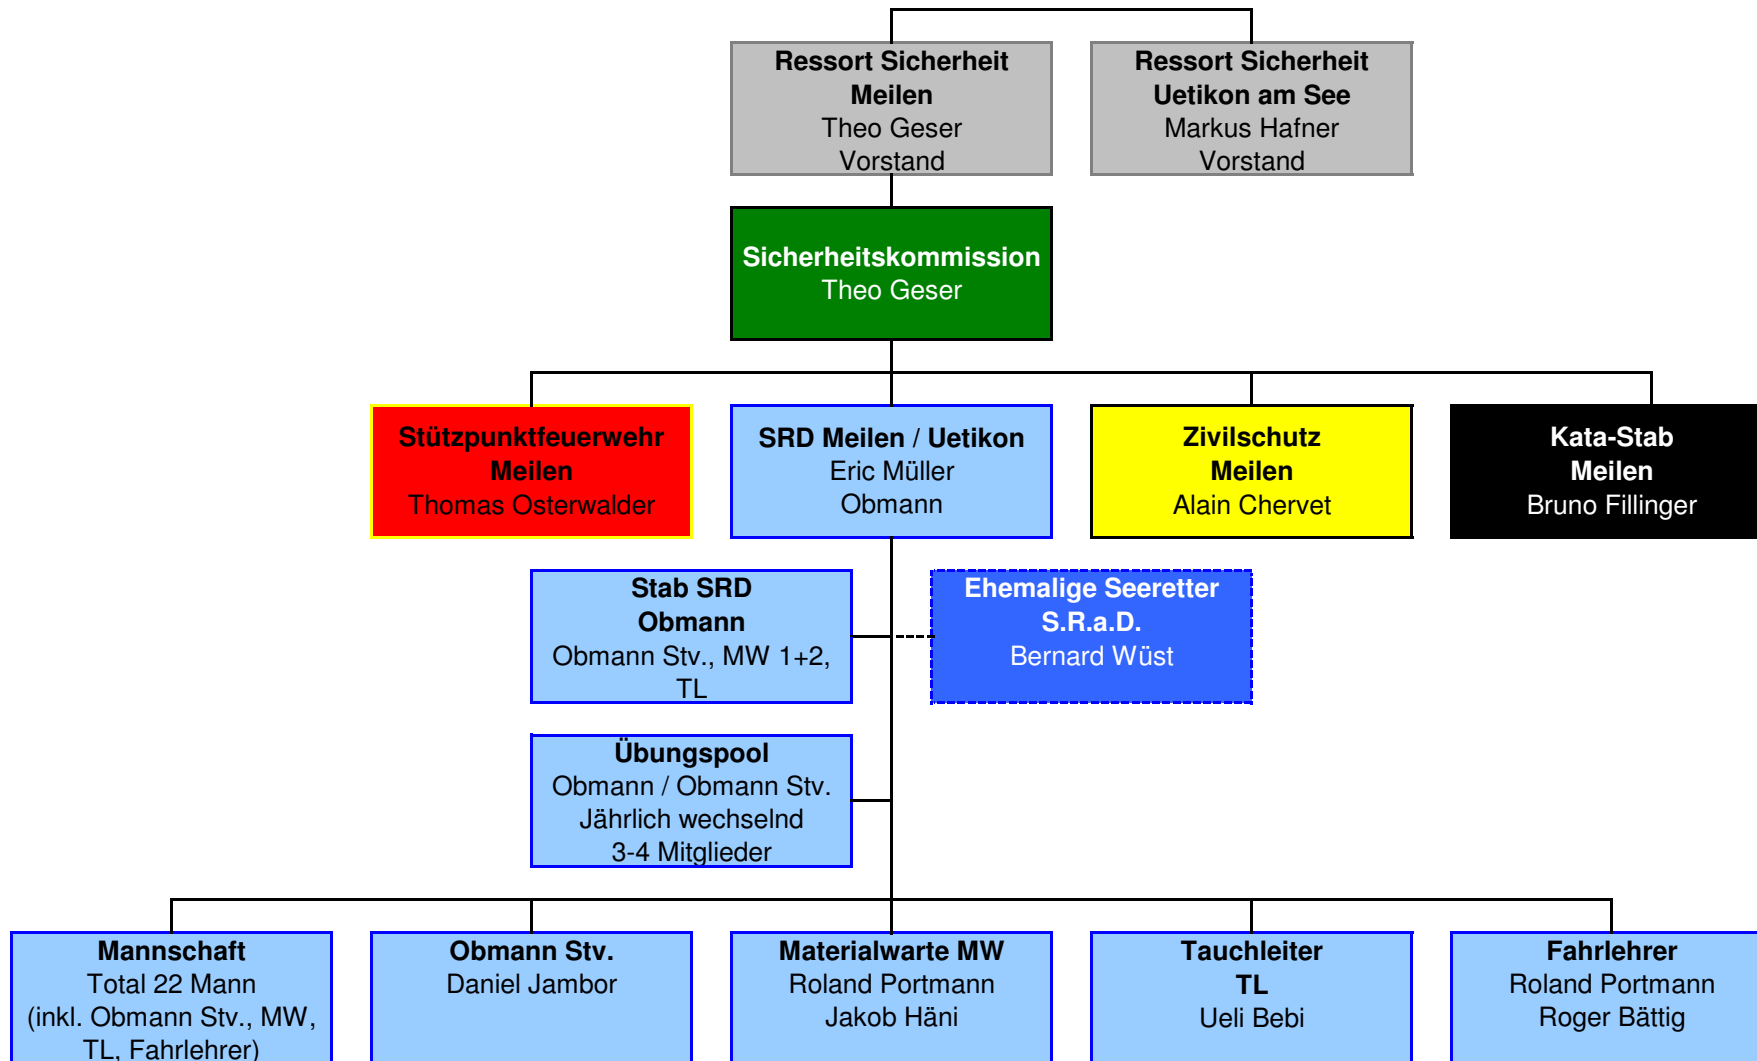 Ressort Sicherheit
Meilen
Theo Geser
Vorstand
Ressort Sicherheit
Uetikon am See
Markus Hafner
Vorstand
Sicherheitskommission
Theo Geser
Stützpunktfeuerwehr
Meilen
Thomas Osterwalder
SRD Meilen / Uetikon
Eric Müller
Obmann
Zivilschutz
Meilen
Alain Chervet
Kata-Stab
Meilen
Bruno Fillinger
Stab SRD
Obmann
Obmann Stv., MW 1+2,
TL
Ehemalige Seeretter
S.R.a.D.
Bernard Wüst
Übungspool
Obmann / Obmann Stv.
Jährlich wechselnd
3-4 Mitglieder
Mannschaft
Total 22 Mann
(inkl. Obmann Stv., MW,
TL, Fahrlehrer)
Obmann Stv.
Daniel Jambor
Materialwarte MW
Roland Portmann
Jakob Häni
Tauchleiter
TL
Ueli Bebi
Fahrlehrer
Roland Portmann
Roger Bättig